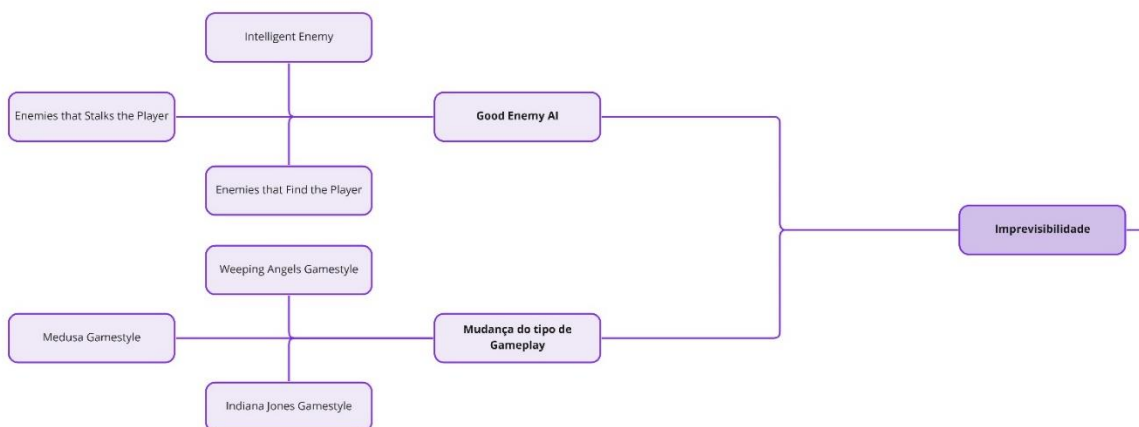 Intelligent Enemy
Enemies that Stalks the Player
Good Enemy AI
Enemies that Find the Player
Imprevisibilidade
Weeping Angels Gamestyle
Medusa Gamestyle
Mudança do tipo de
Gameplay
Indiana Jones Gamestyle